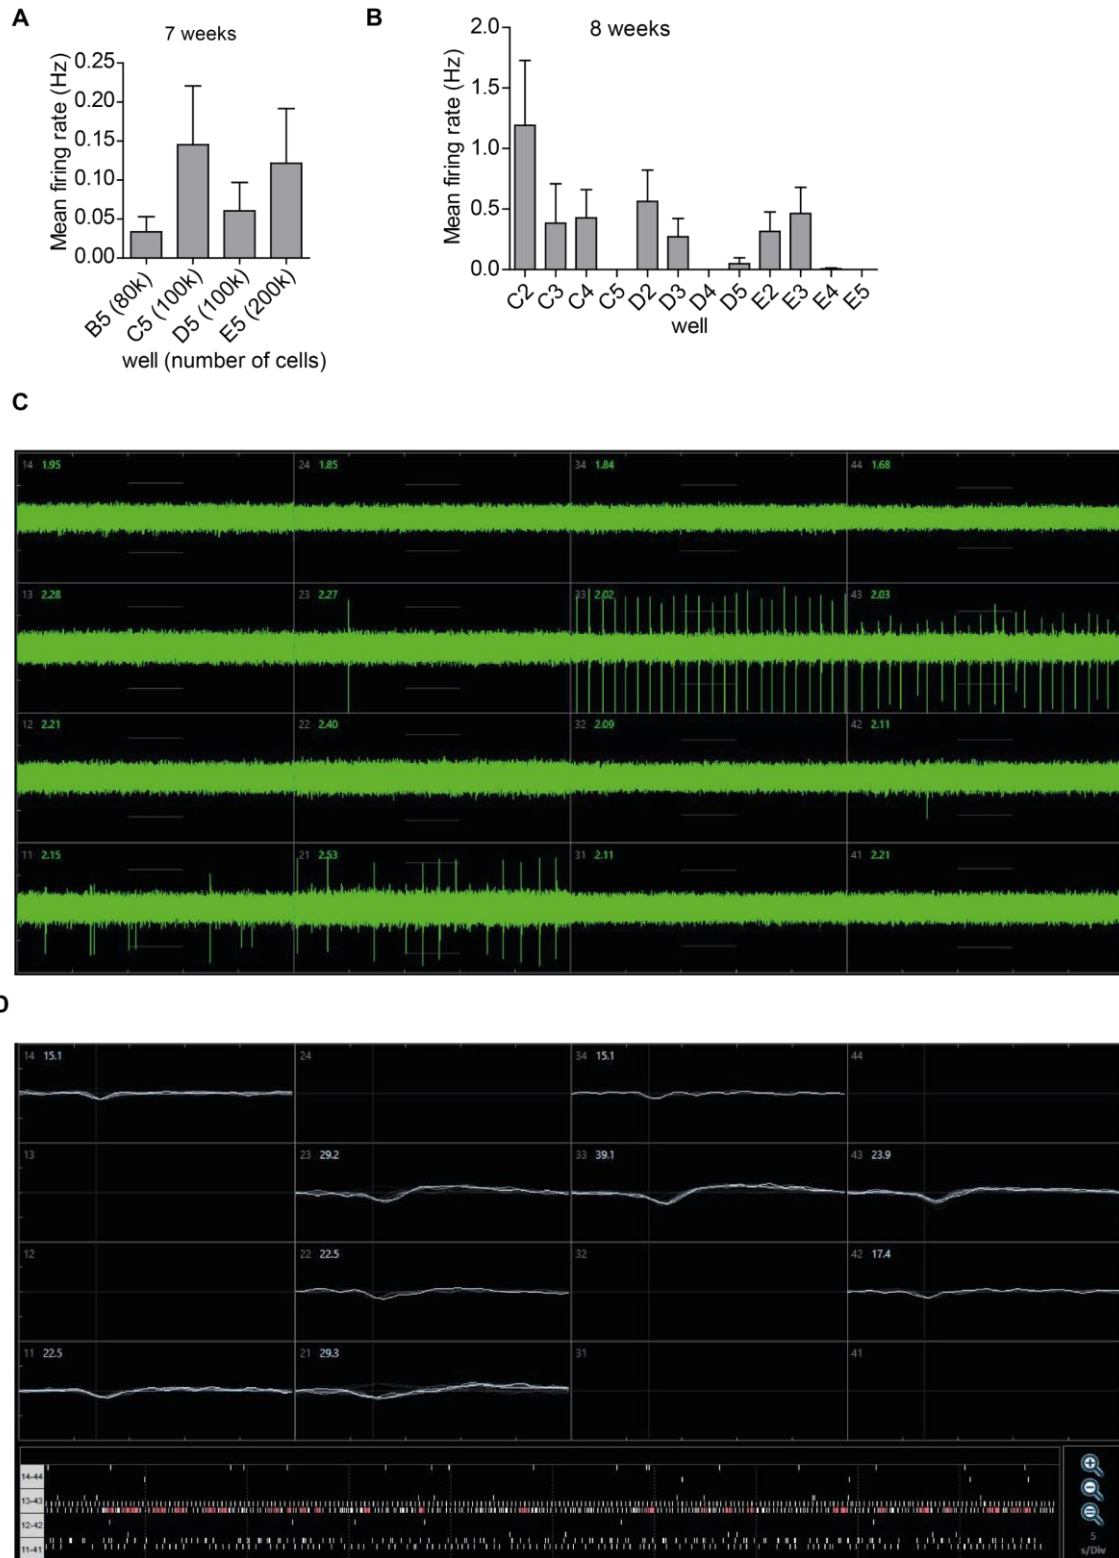 A
7 weeks
Mean firing rate (Hz)
0.25
0.20
0.15
0.10
0.05
0.00
B5 (80k)
C5 (100k)
D5 (100k)
E5 (200k)
well (number of cells)
B
8 weeks
Mean firing rate (Hz)
2.0
1.5
1.0
0.5
0.0
C2
C3
C4
C5
D2
D3
D4
D5
E2
E3
E4
E5
well
C
14 1.95
24 1.85
34 1.84
44 1.68
13 2.28
23 2.27
33 2.02
43 2.03
12 2.21
22 2.40
32 2.09
42 2.11
11 2.15
21 2.53
31 2.11
41 2.21
D
14 15.1
24
34 15.1
44
13
23 29.2
33 39.1
43 23.9
12
22 22.5
32
42 17.4
11 22.5
21 29.3
31
41
14-44
13-43
12-42
11-41
5
s/Div